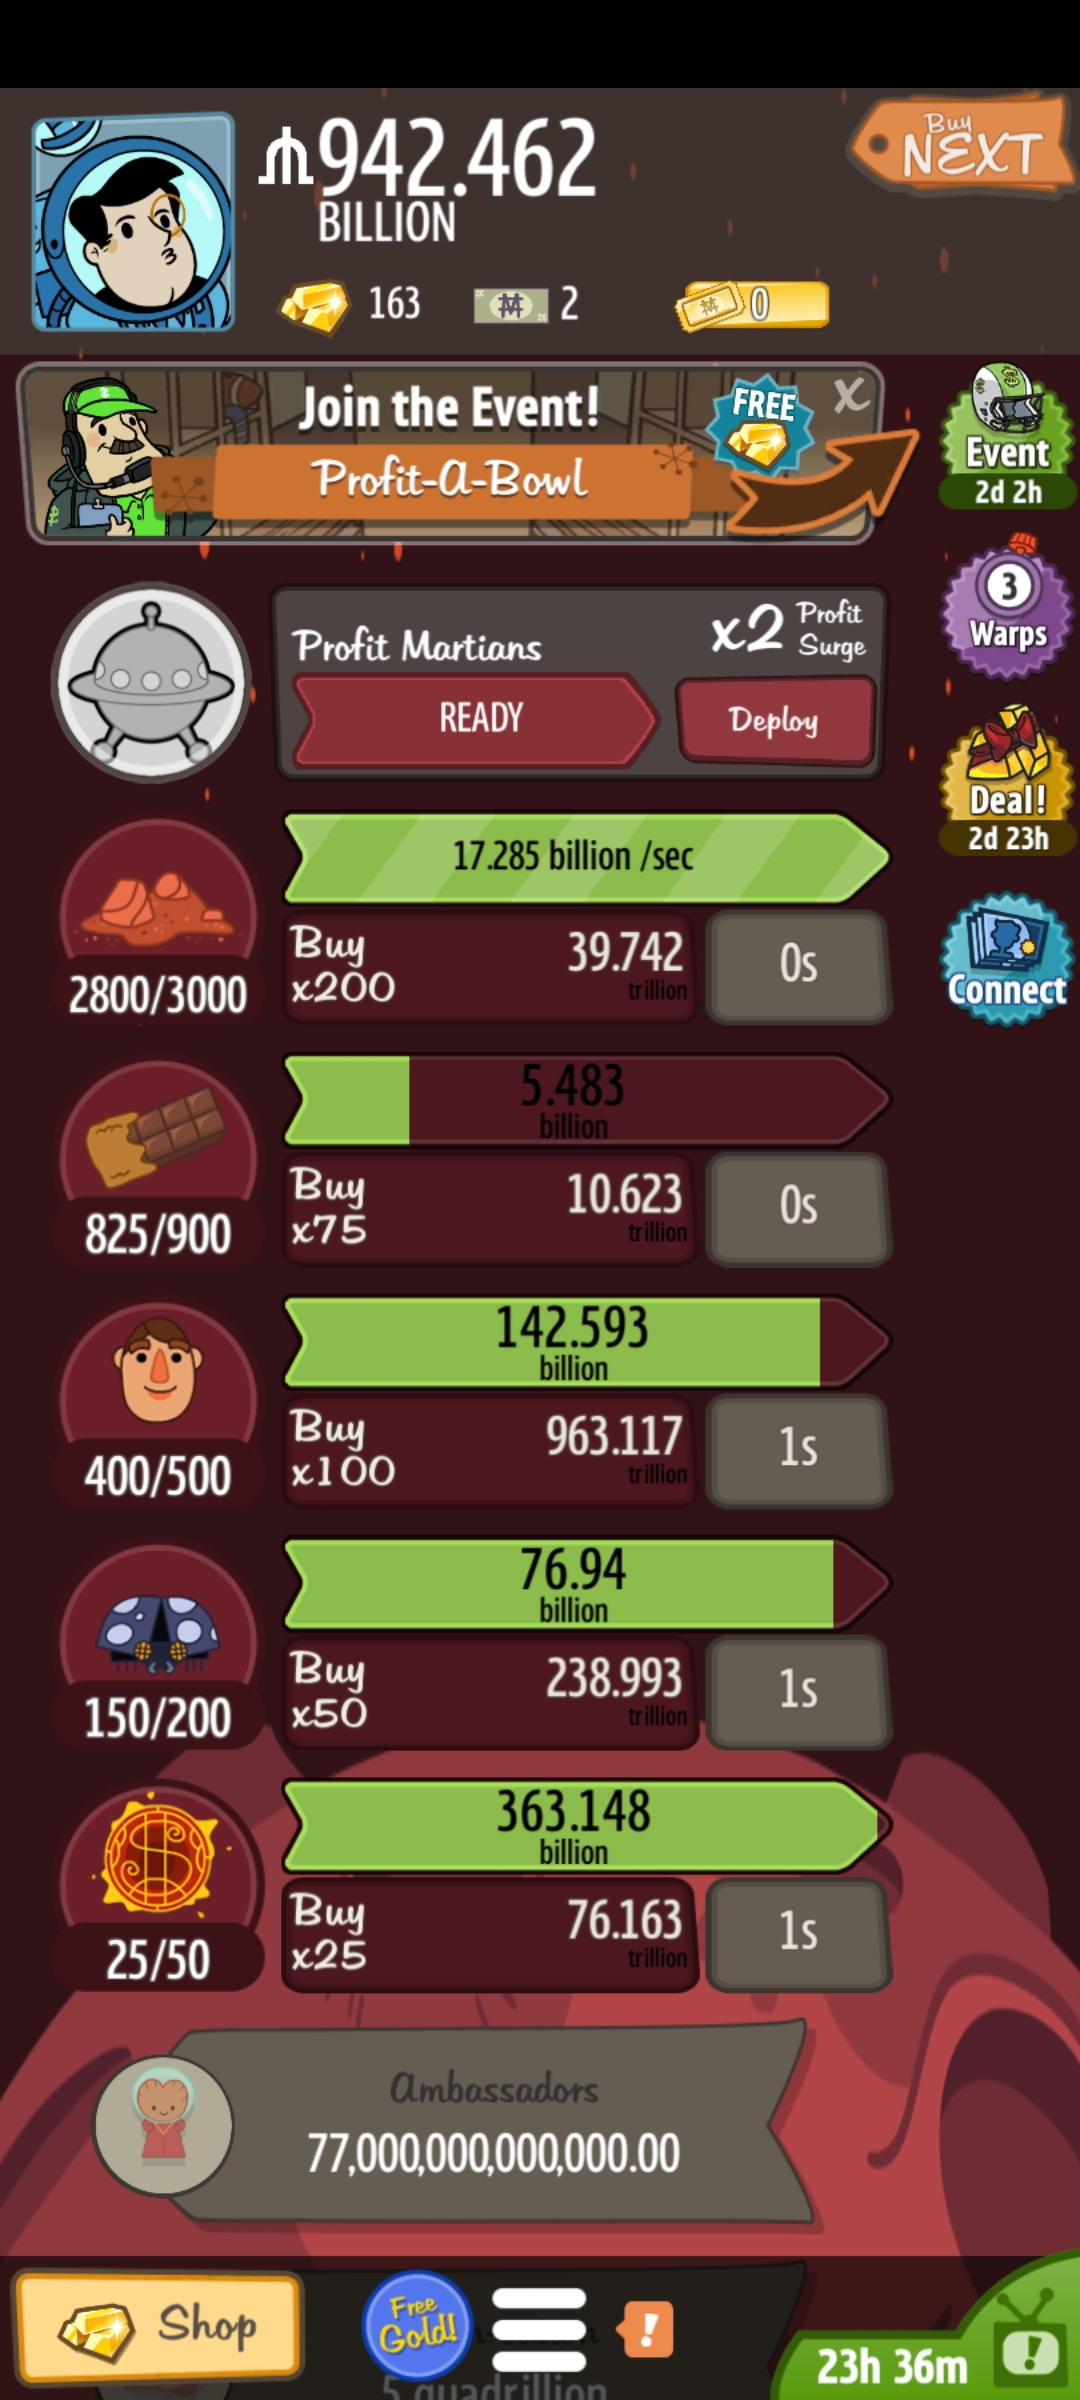 942.462
BILLION
Buy
NEXT
163
2
0
Join the Event!
FREE
X
Profit-A-Bowl
Event
2d 2h
3
Warps
Profit Martians
x2 Profit Surge
READY
Deploy
Deal!
2d 23h
17.285 billion /sec
2800/3000
Buy
x200
39.742
trillion
0s
Connect
5.483
billion
825/900
Buy
x75
10.623
trillion
0s
142.593
billion
400/500
Buy
x100
963.117
trillion
1s
76.94
billion
150/200
Buy
x50
238.993
trillion
1s
363.148
billion
25/50
Buy
x25
76.163
trillion
1s
Ambassadors
77,000,000,000,000.00
Shop
Free
Gold!
!
5 quadrillion
23h 36m
!